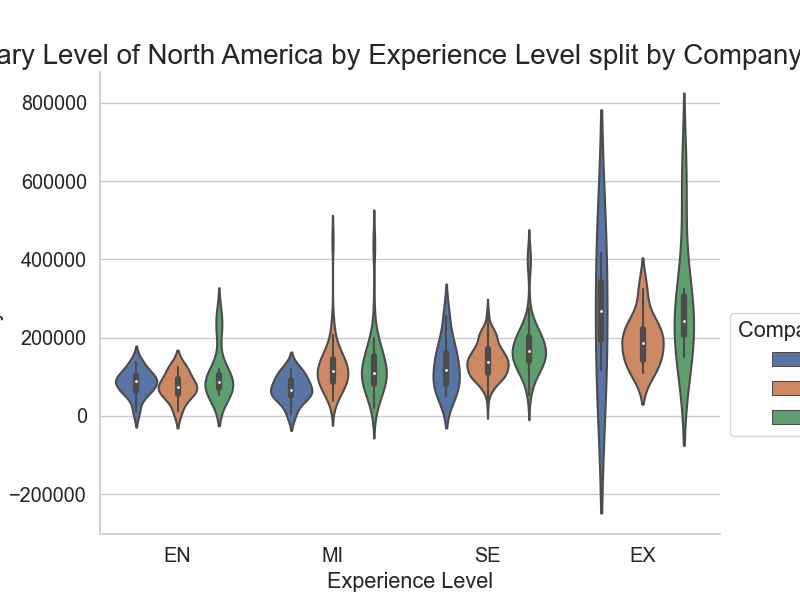 ary Level of North America by Experience Level split by Company
800000
600000
400000
200000
0
−200000
EN MI SE EX
Experience Level
Compa